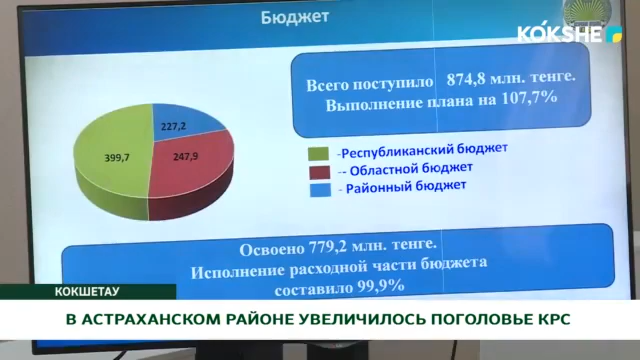 Бюджет
KÓKSHE
Всего поступило 874,8 млн. тенге.
Выполнение плана на 107,7%
227,2
399,7
247,9
-Республиканский бюджет
-- Областной бюджет
- Районный бюджет
Освоено 779,2 млн. тенге.
Исполнение расходной части бюджета
составило 99,9%
КОКШЕТАУ
В АСТРАХАНСКОМ РАЙОНЕ УВЕЛИЧИЛОСЬ ПОГОЛОВЬЕ КРС